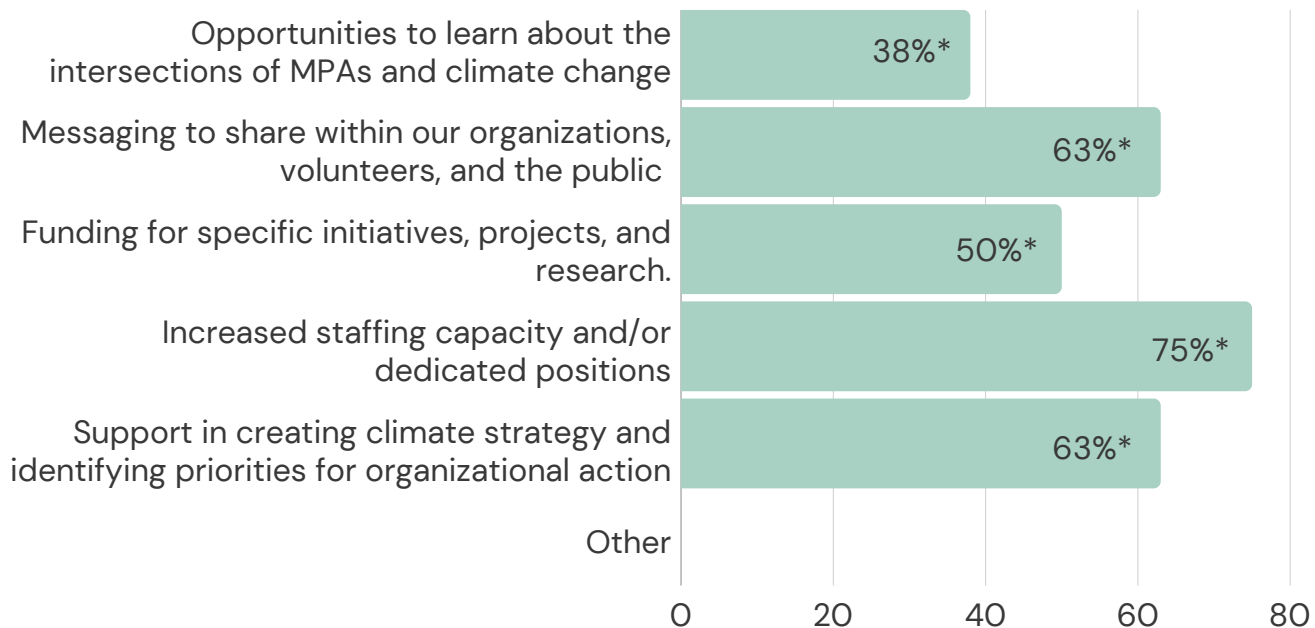 Opportunities to learn about the
intersections of MPAs and climate change
38%*
Messaging to share within our organizations,
volunteers, and the public
63%*
Funding for specific initiatives, projects, and
research.
50%*
Increased staffing capacity and/or
dedicated positions
75%*
Support in creating climate strategy and
identifying priorities for organizational action
63%*
Other
0 20 40 60 80